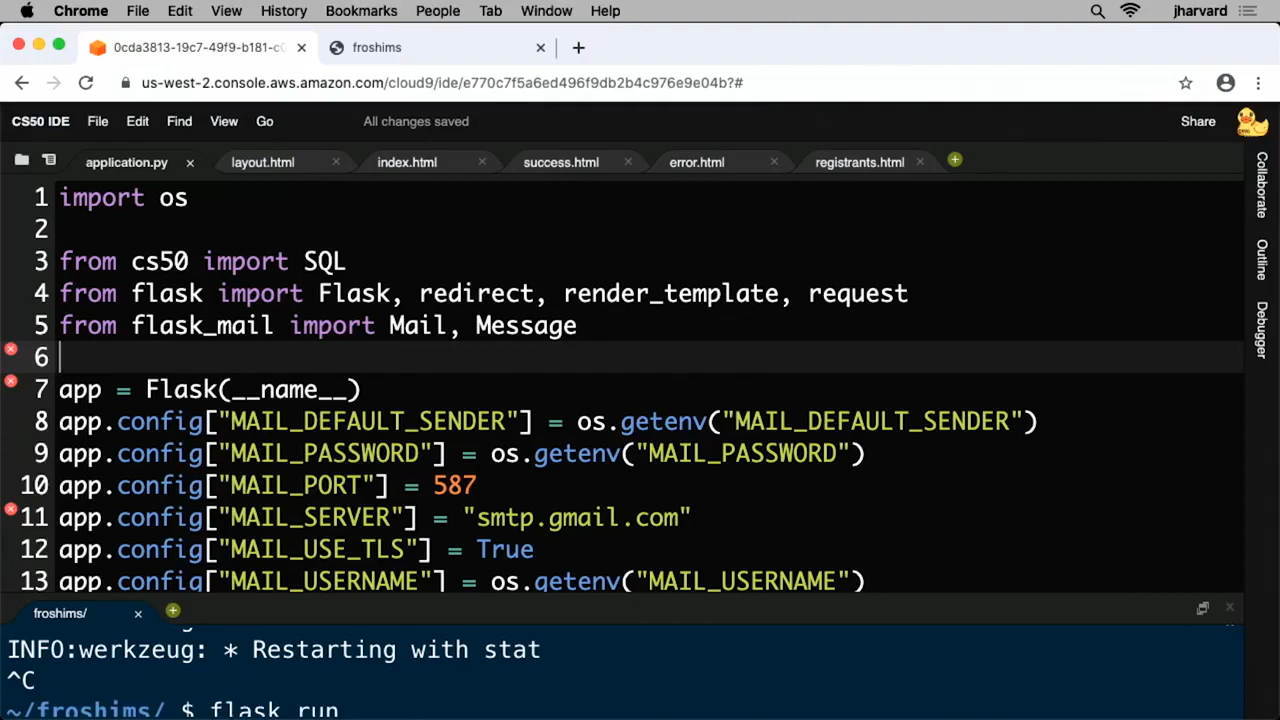 Chrome File Edit View History Bookmarks People Tab Window Help jharvard
0cda3813-19c7-49f9-b181-c froshims
us-west-2.console.aws.amazon.com/cloud9/ide/e770c7f5a6ed496f9db2b4c976e9e04b?#
CS50 IDE File Edit Find View Go All changes saved Share
application.py layout.html index.html success.html error.html registrants.html
1 import os
2
3 from cs50 import SQL
4 from flask import Flask, redirect, render_template, request
5 from flask_mail import Mail, Message
6
7 app = Flask(__name__)
8 app.config["MAIL_DEFAULT_SENDER"] = os.getenv("MAIL_DEFAULT_SENDER")
9 app.config["MAIL_PASSWORD"] = os.getenv("MAIL_PASSWORD")
10 app.config["MAIL_PORT"] = 587
11 app.config["MAIL_SERVER"] = "smtp.gmail.com"
12 app.config["MAIL_USE_TLS"] = True
13 app.config["MAIL_USERNAME"] = os.getenv("MAIL_USERNAME")
Collaborate
Outline
Debugger
froshims/
INFO:werkzeug: * Restarting with stat
^C
~/froshims/ $ flask run